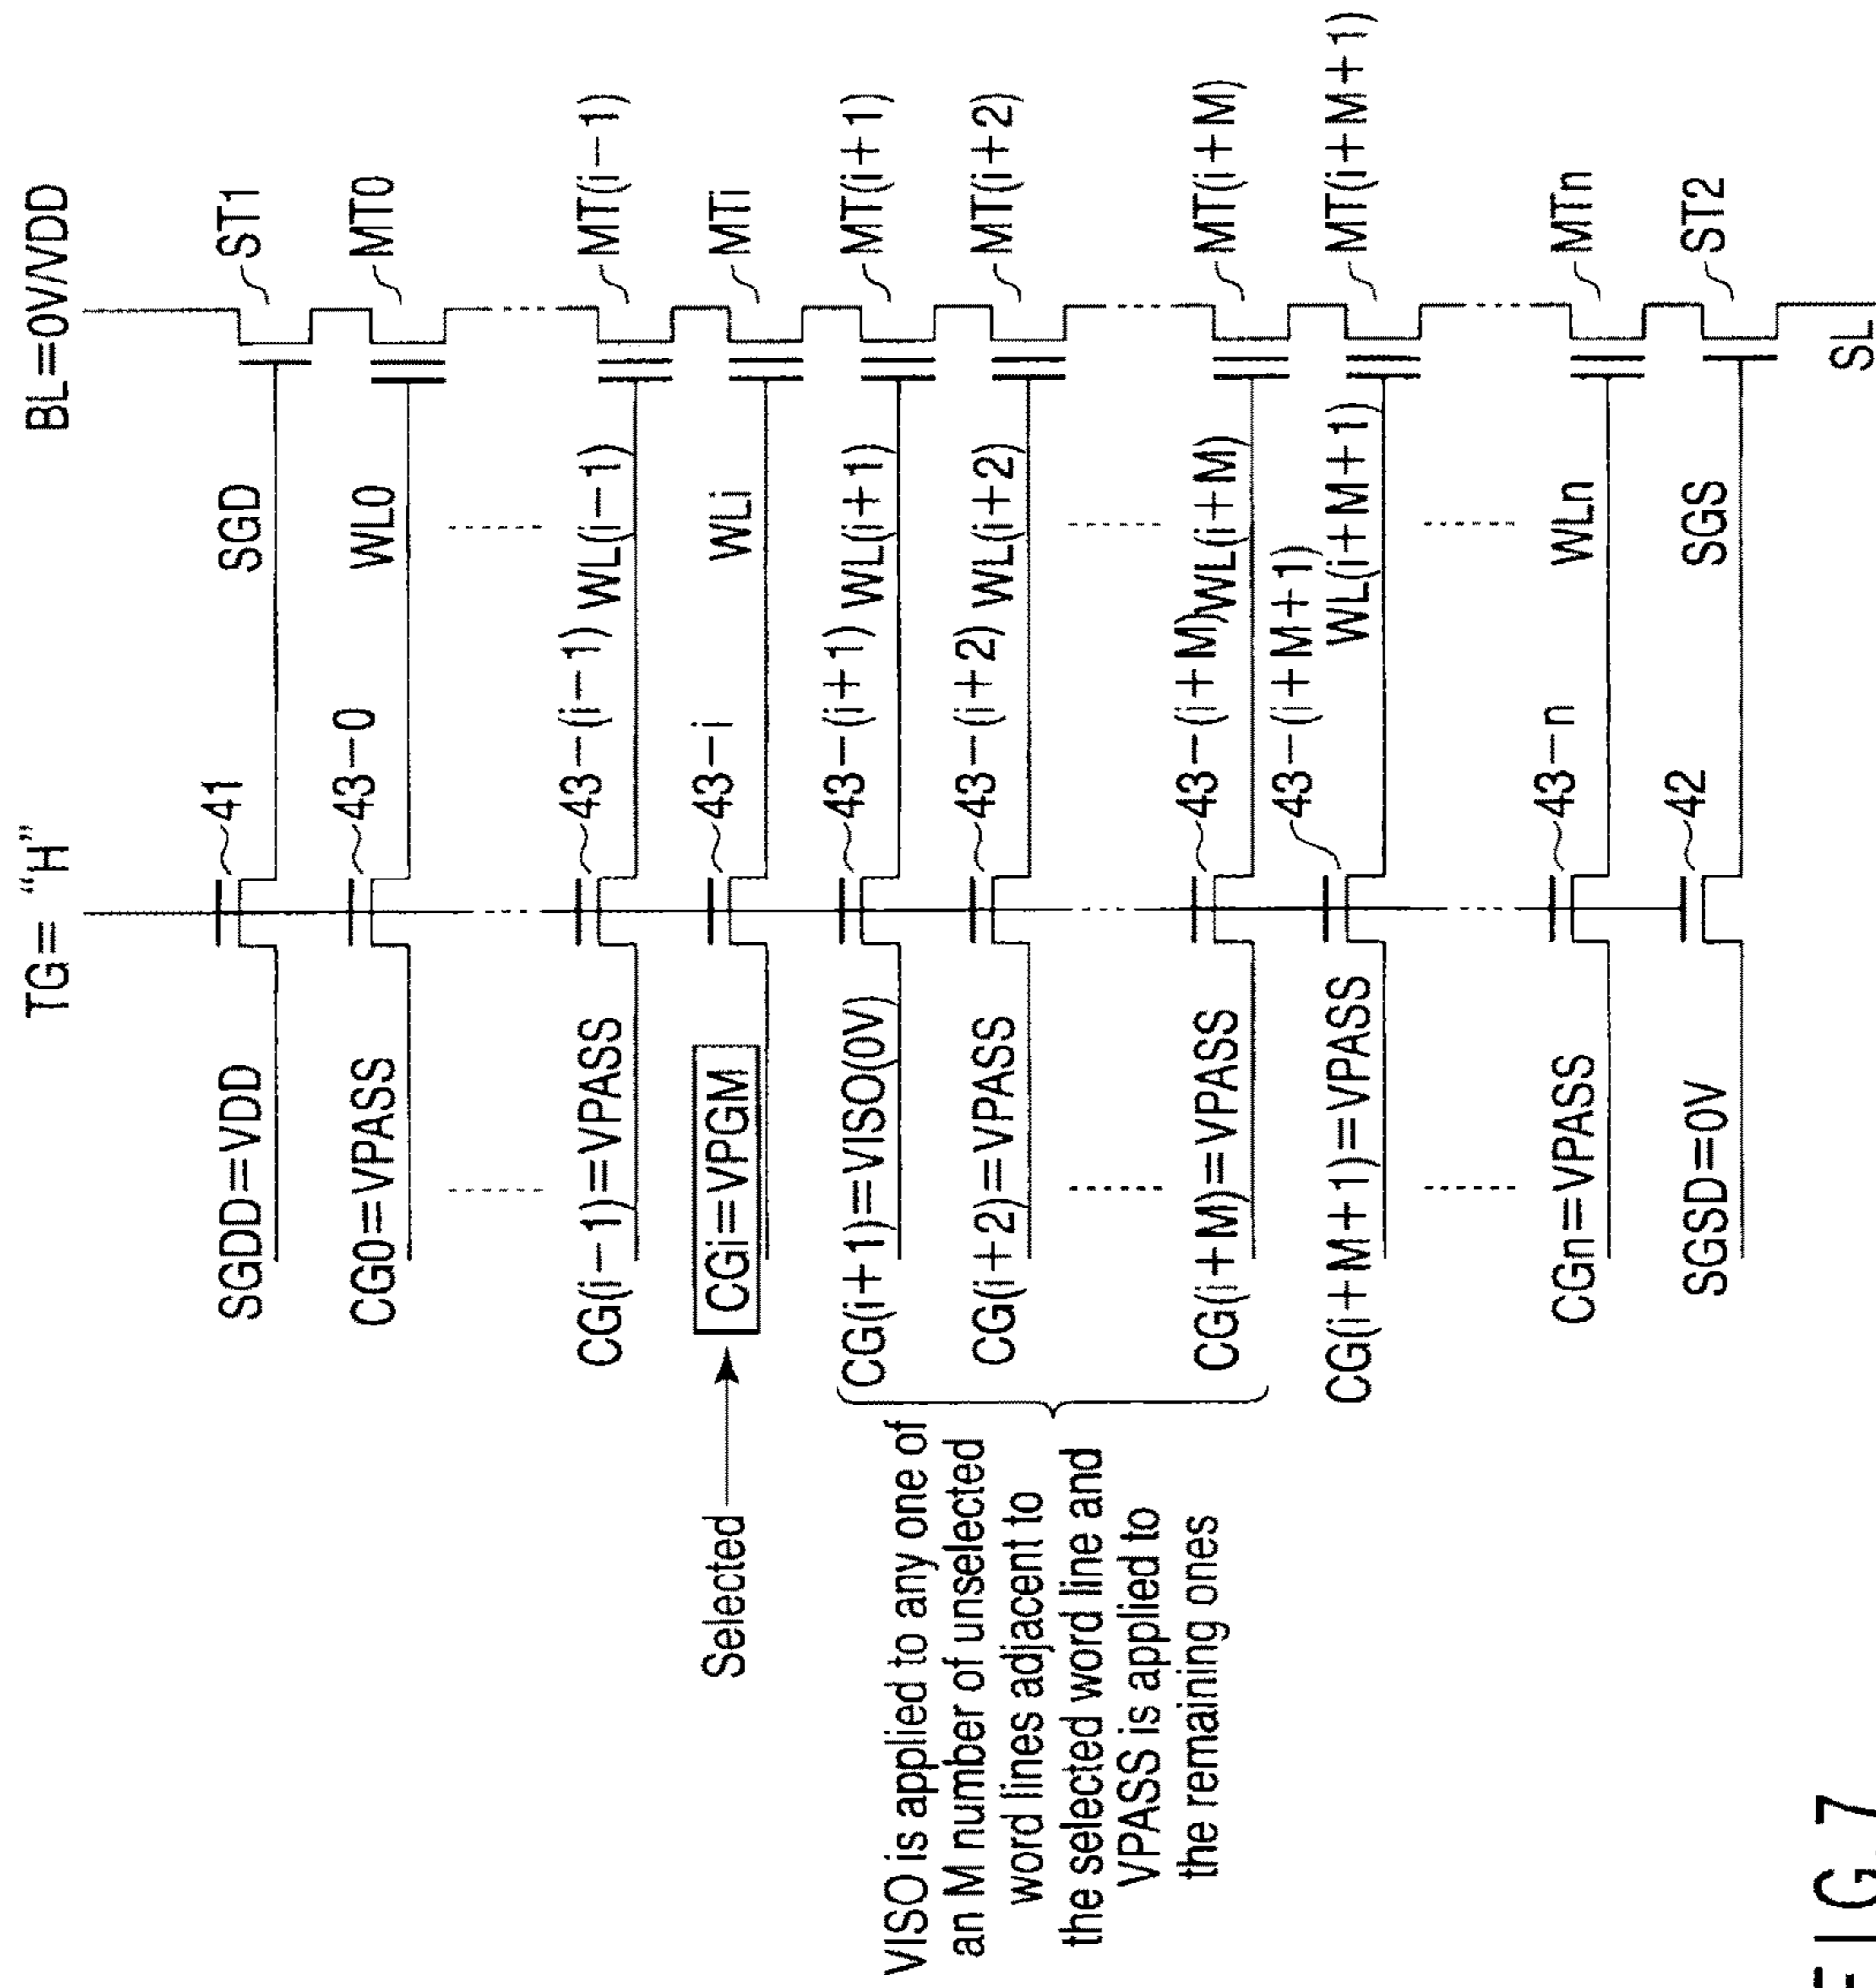 TG= “H”
BL=0V/VDD
SGDD=VDD
41
SGD
ST1
CG0=VPASS
43-0
WL0
MT0
CG(i-1)=VPASS
43-(i-1)
WL(i-1)
MT(i-1)
Selected
CGi=VPGM
43-i
WLi
MTi
CG(i+1)=VISO(0V)
43-(i+1)
WL(i+1)
MT(i+1)
CG(i+2)=VPASS
43-(i+2)
WL(i+2)
MT(i+2)
VISO is applied to any one of
an M number of unselected
word lines adjacent to
the selected word line and
VPASS is applied to
the remaining ones
CG(i+M)=VPASS
43-(i+M)
WL(i+M)
MT(i+M)
CG(i+M+1)=VPASS
43-(i+M+1)
WL(i+M+1)
MT(i+M+1)
CGn=VPASS
43-n
WLn
MTn
SGSD=0V
42
SGS
ST2
SL
FIG.7